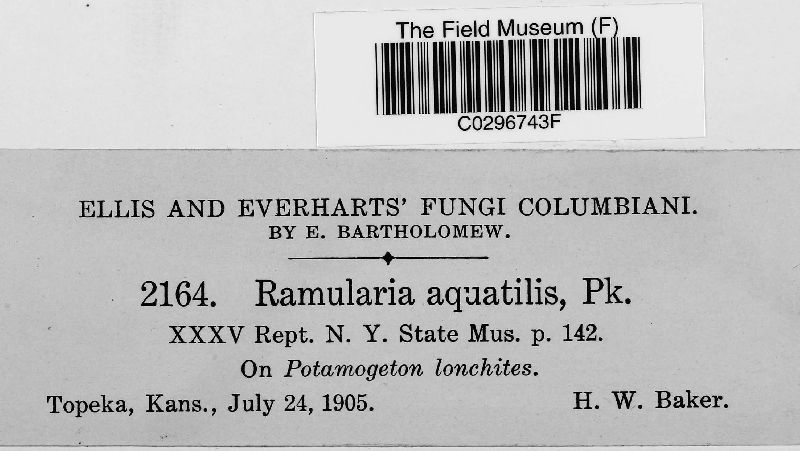 The Field Museum (F)
C0296743F
ELLIS AND EVERHARTS' FUNGI COLUMBIANI.
BY E. BARTHOLOMEW.
2164. Ramularia aquatilis, Pk.
XXXV Rept. N. Y. State Mus. p. 142.
On Potamogeton lonchites.
Topeka, Kans., July 24, 1905. H. W. Baker.